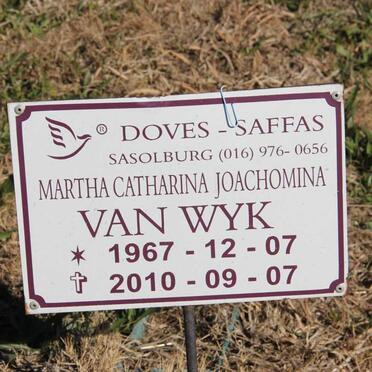 ® DOVES - SAFFAS
SASOLBURG (016) 976- 0656
MARTHA CATHARINA JOACHOMINA
VAN WYK
✶ 1967 - 12 - 07
✝ 2010 - 09 - 07